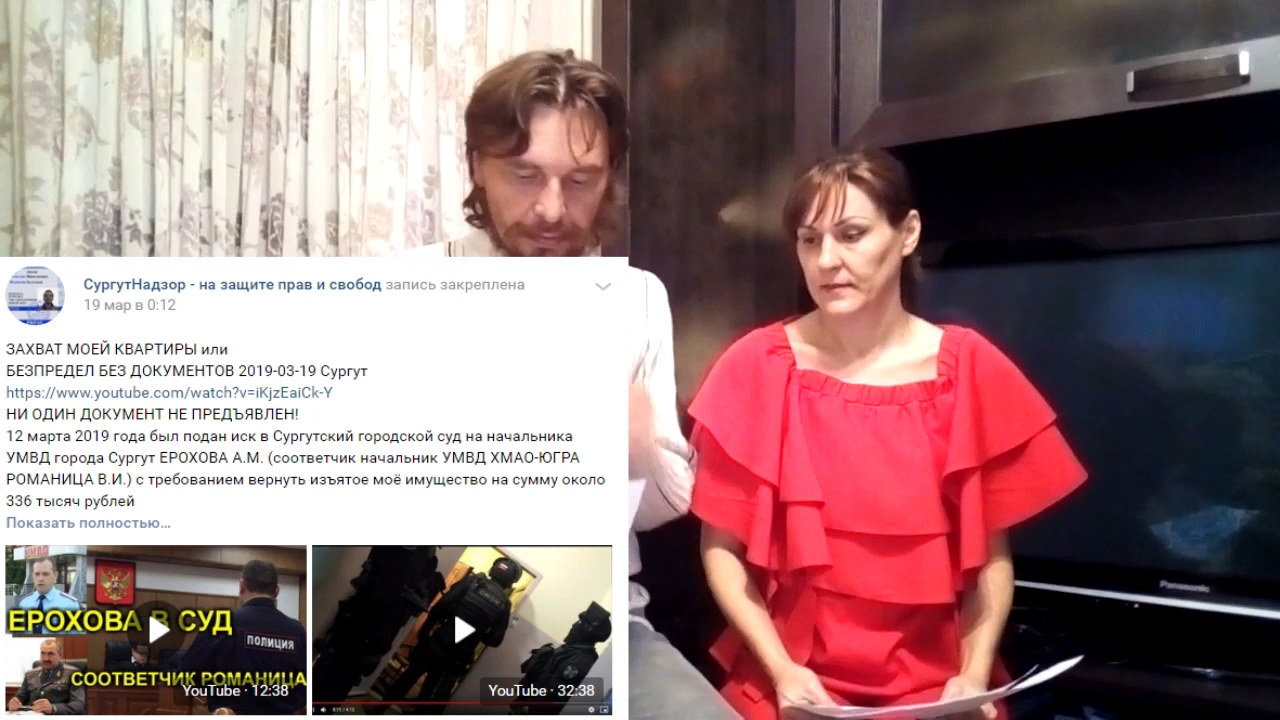 СургутНадзор - на защите прав и свобод запись закреплена
19 мар в 0:12
ЗАХВАТ МОЕЙ КВАРТИРЫ или
БЕЗПРЕДЕЛ БЕЗ ДОКУМЕНТОВ 2019-03-19 Сургут
https://www.youtube.com/watch?v=iKjzEaiCk-Y
НИ ОДИН ДОКУМЕНТ НЕ ПРЕДЪЯВЛЕН!
12 марта 2019 года был подан иск в Сургутский городской суд на начальника
УМВД города Сургут ЕРОХОВА А.М. (соответчик начальник УМВД ХМАО-ЮГРА
РОМАНИЦА В.И.) с требованием вернуть изъятое моё имущество на сумму около
336 тысяч рублей
Показать полностью...
УМВД
ЕРОХОВА В СУД
ПОЛИЦИЯ
СООТВЕТЧИК РОМАНИЦА
YouTube · 12:38
ОМОН
YouTube · 32:38
Panasonic